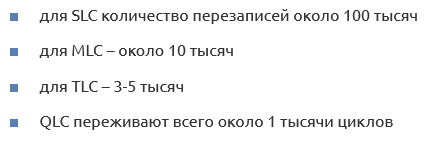 для SLC количество перезаписей около 100 тысяч
для MLC – около 10 тысяч
для TLC – 3-5 тысяч
QLC переживают всего около 1 тысячи циклов